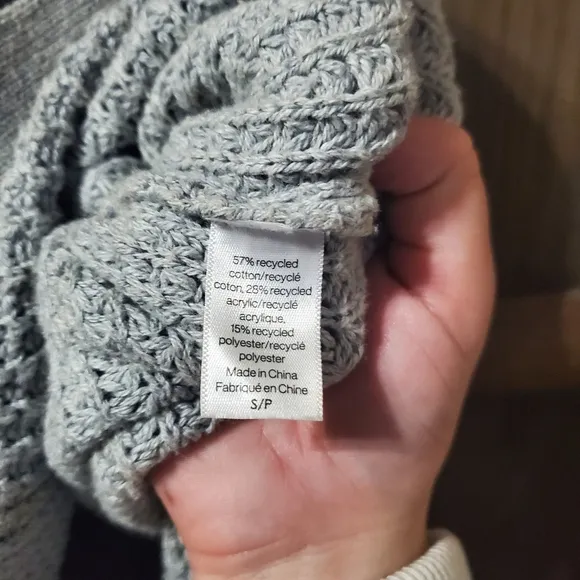 57% recycled
cotton/recyclé
coton, 28% recycled
acrylic/recyclé
acrylique,
15% recycled
polyester/recyclé
polyester
Made in China
Fabriqué en Chine
S/P